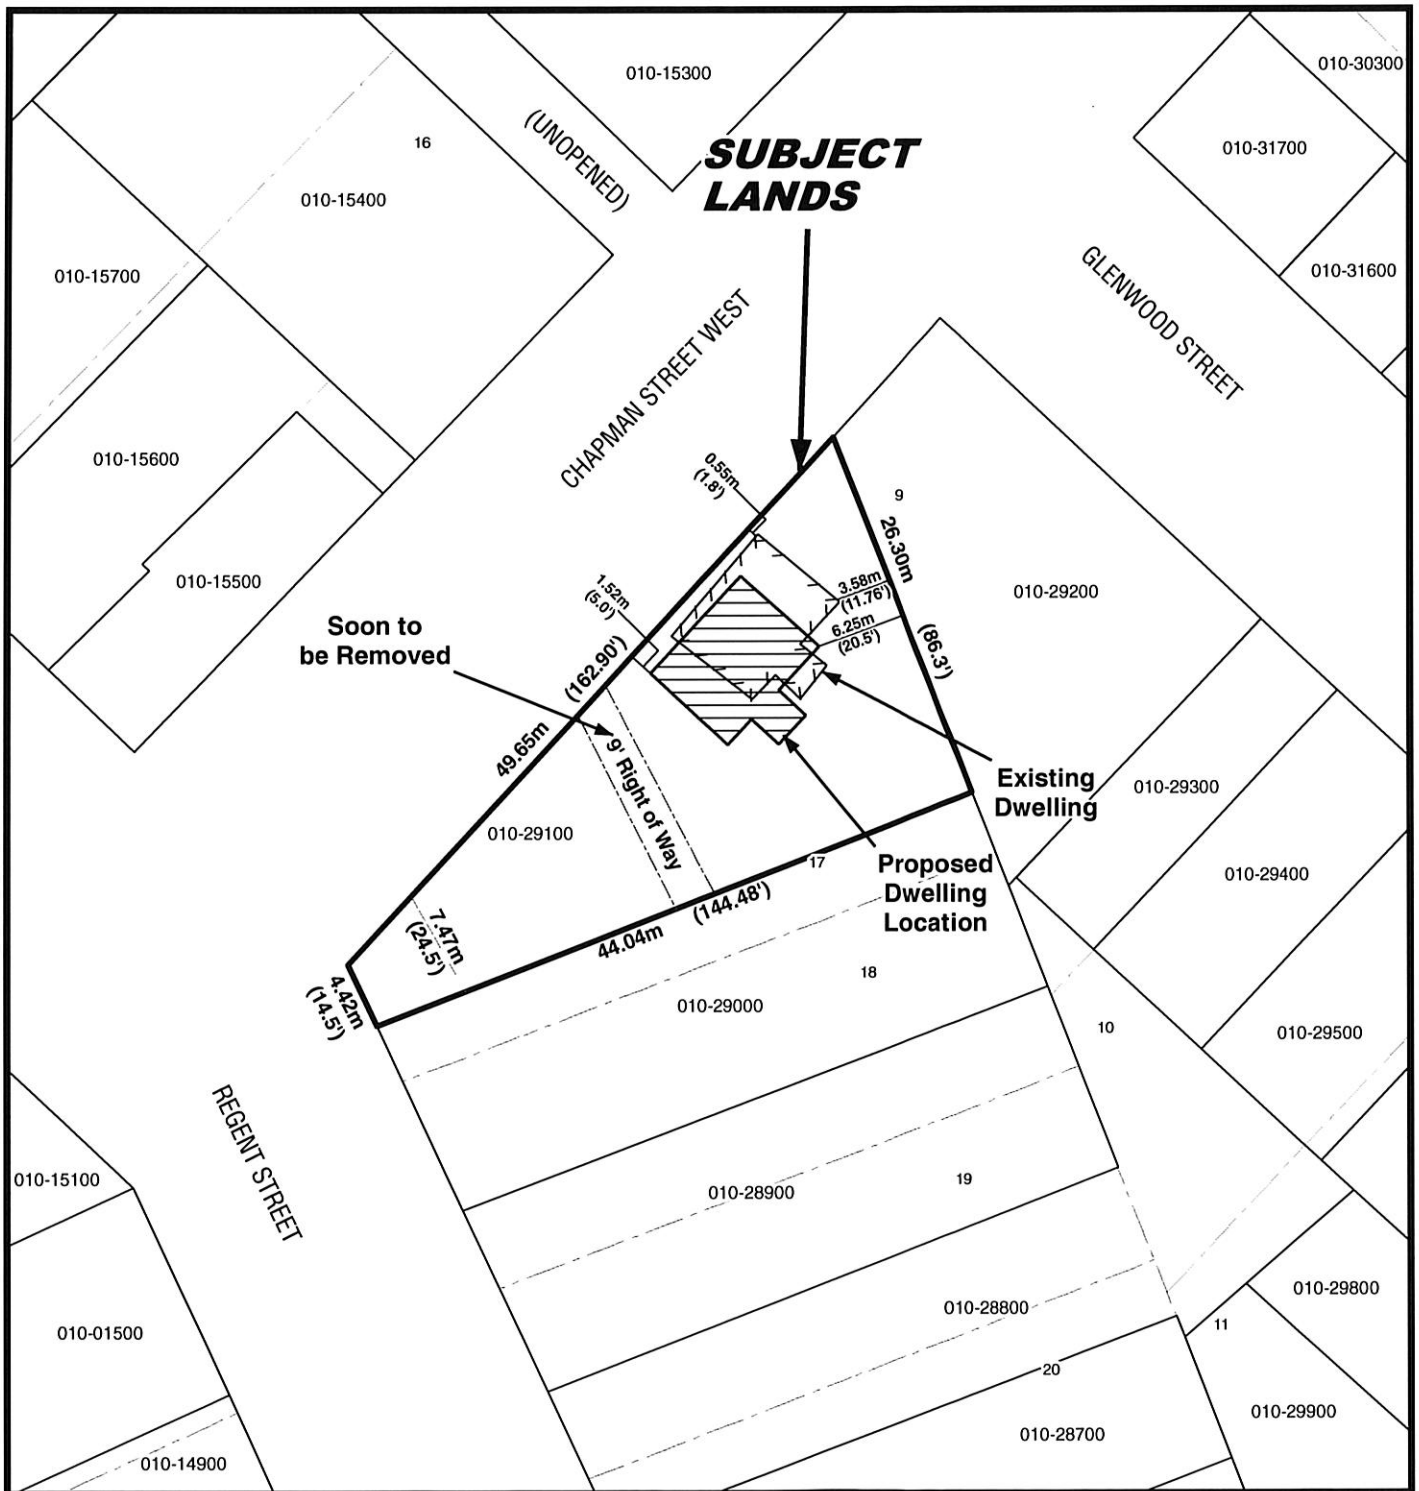 010-15300
010-30300
16
(UNOPENED)
SUBJECT
LANDS
010-31700
010-15400
010-15700
GLENWOOD STREET
010-31600
CHAPMAN STREET WEST
010-15600
0.55m
(1.8')
9
26.30m
(86.3')
010-15500
1.52m
(5.0')
3.58m
(11.76')
6.25m
(20.5')
010-29200
Soon to
be Removed
49.65m
(162.90')
9' Right of Way
Existing
Dwelling
010-29300
010-29100
17
Proposed
Dwelling
Location
010-29400
7.47m
(24.5')
44.04m
(144.48')
4.42m
(14.5')
18
010-29000
10
010-29500
REGENT STREET
010-15100
010-28900
19
010-29800
010-28800
11
010-01500
20
010-29900
010-28700
010-14900